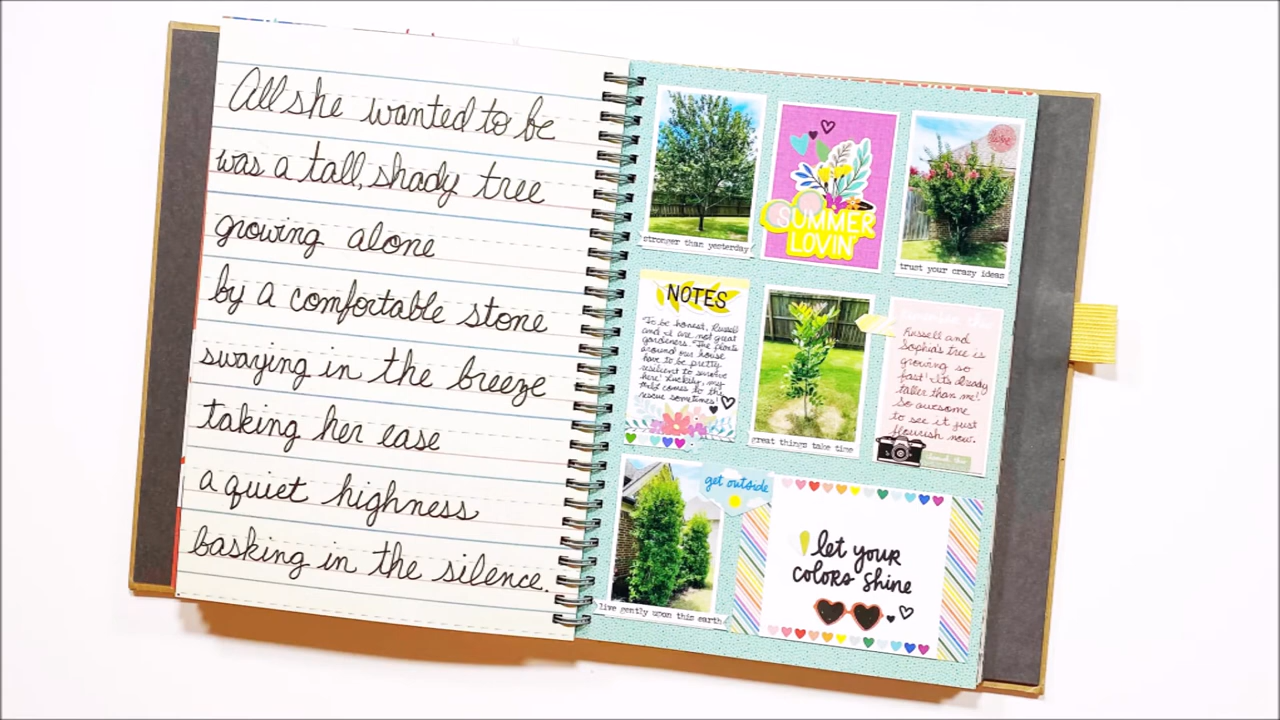 All she wanted to be
was a tall, shady tree
growing alone
by a comfortable stone
swaying in the breeze
taking her ease
a quiet highness
basking in the silence.
stronger than yesterday
SUMMER
LOVIN'
trust your crazy ideas
NOTES
To be honest, Russell
and I are not great
gardeners. The plants
around our house
have to be pretty
resilient to survive
here! Luckily, my
comes to the
rescue sometimes!
great things take time
Russell and
Sophia's tree is
growing so
fast! It's already
taller than me!
So awesome
to see it just
flourish now.
get outside
live gently upon this earth
let your
colors shine